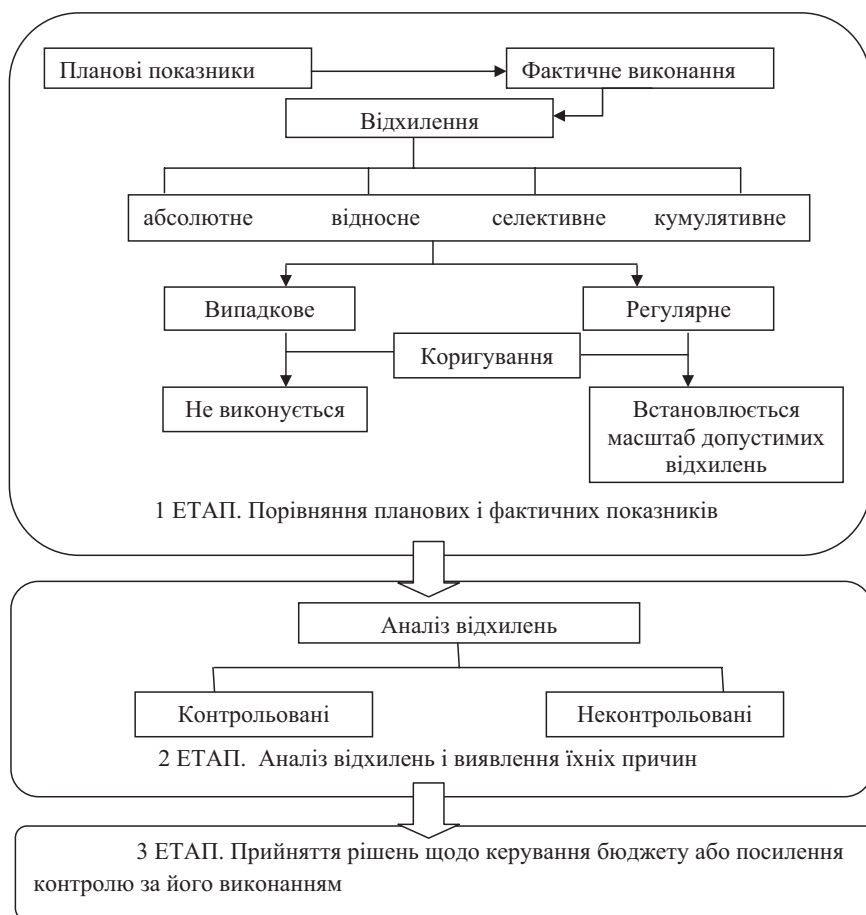 Планові показники
Фактичне виконання
Відхилення
абсолютне відносне селективне кумулятивне
Випадкове
Регулярне
Коригування
Не виконується
Встановлюється
масштаб допустимих
відхилень
1 ЕТАП. Порівняння планових і фактичних показників
Аналіз відхилень
Контрольовані
Неконтрольовані
2 ЕТАП. Аналіз відхилень і виявлення їхніх причин
3 ЕТАП. Прийняття рішень щодо керування бюджету або посилення
контролю за його виконанням